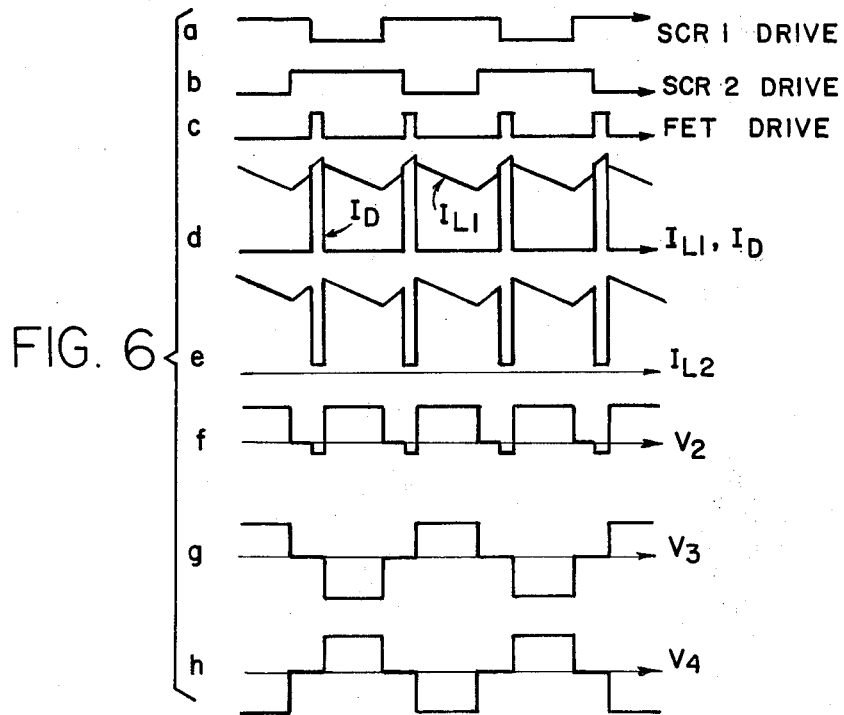 a SCR 1 DRIVE
b SCR 2 DRIVE
c FET DRIVE
d I_D I_L1 I_L1, I_D
FIG. 6
e I_L2
f V_2
g V_3
h V_4